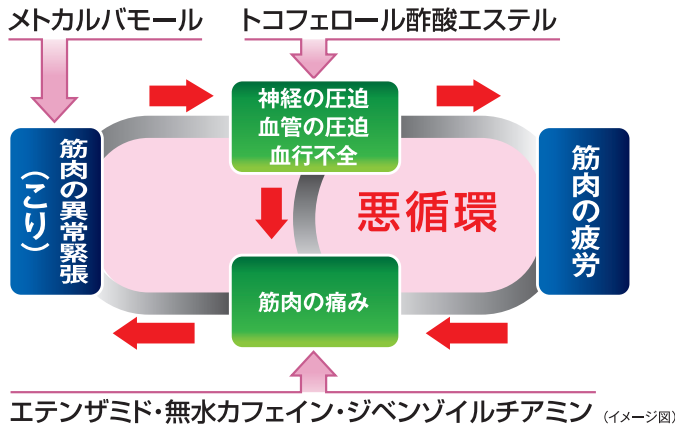 メトカルバモール
トコフェロール酢酸エステル
神経の圧迫
血管の圧迫
血行不全
筋肉の異常緊張
（こり）
悪循環
筋肉の疲労
筋肉の痛み
エテンザミド・無水カフェイン・ジベンゾイルチアミン
（イメージ図）